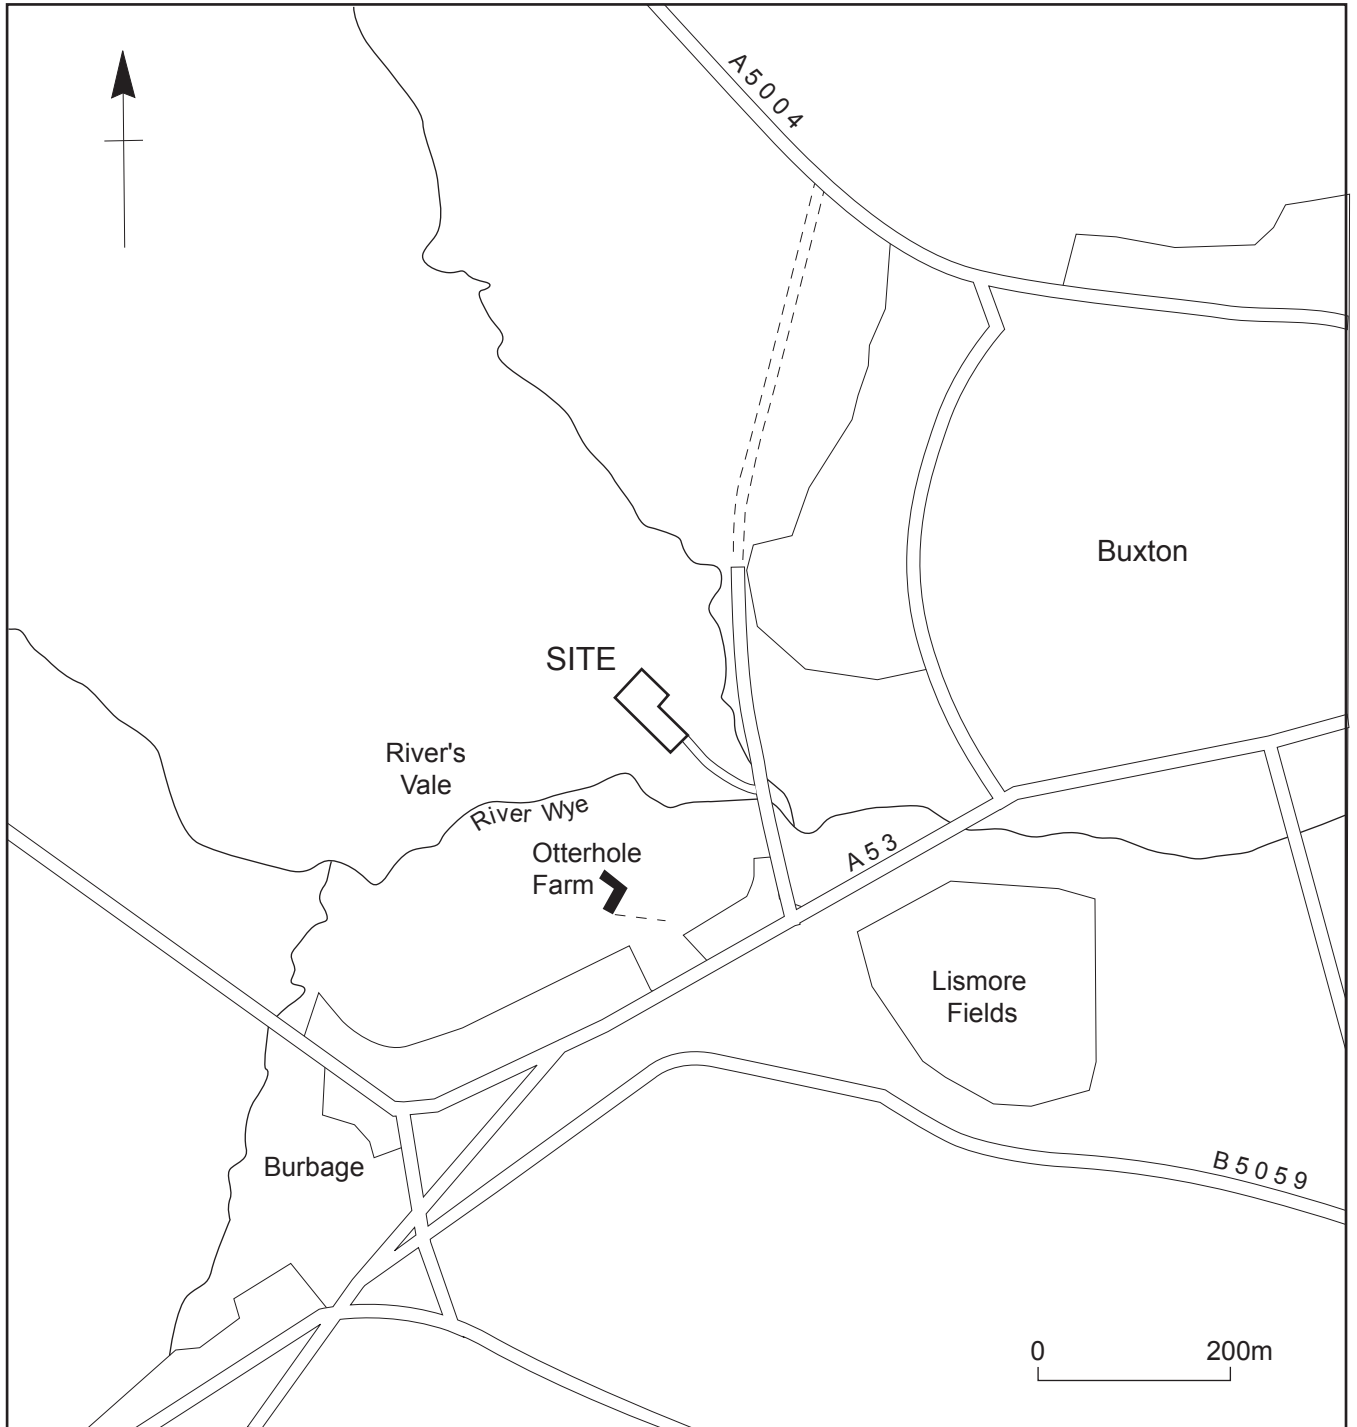 A5004
Buxton
SITE
River's
Vale
River Wye
Otterhole
Farm
A53
Lismore
Fields
Burbage
B5059
0 200m